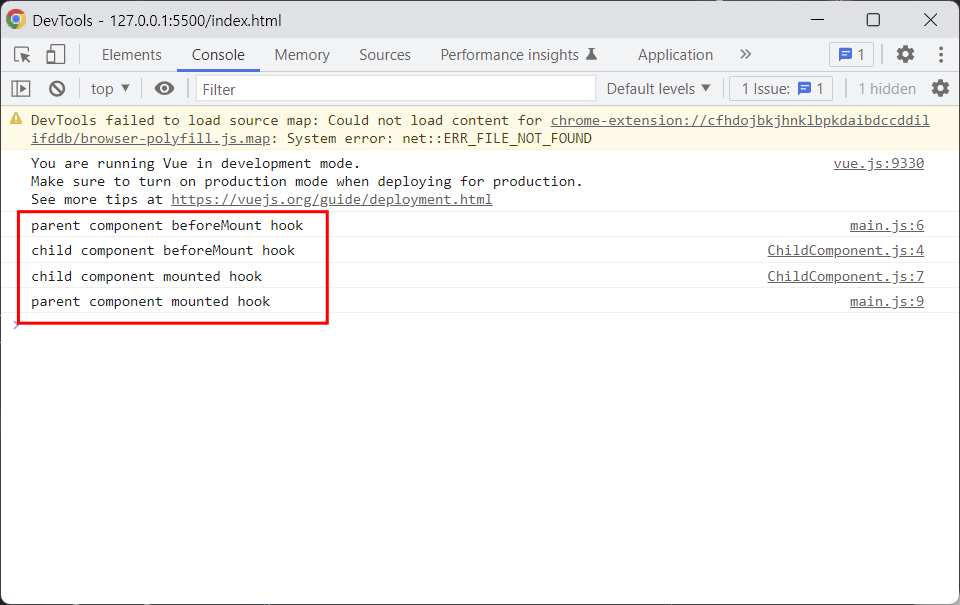 DevTools - 127.0.0.1:5500/index.html
Elements Console Memory Sources Performance insights Application » 1
top Filter Default levels 1 Issue: 1 1 hidden
DevTools failed to load source map: Could not load content for chrome-extension://cfhdojbkjhnklbpkdaibdccddil
ifddb/browser-polyfill.js.map: System error: net::ERR_FILE_NOT_FOUND
You are running Vue in development mode. vue.js:9330
Make sure to turn on production mode when deploying for production.
See more tips at https://vuejs.org/guide/deployment.html
parent component beforeMount hook main.js:6
child component beforeMount hook ChildComponent.js:4
child component mounted hook ChildComponent.js:7
parent component mounted hook main.js:9